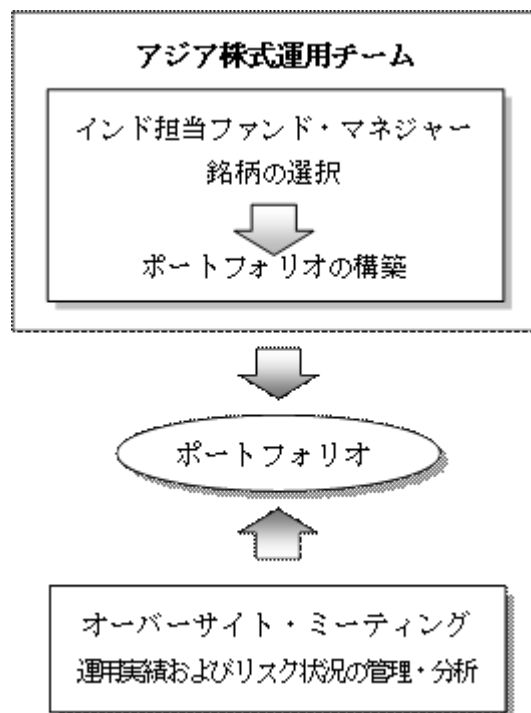 アジア株式運用チーム
インド担当ファンド・マネジャー
銘柄の選択
ポートフォリオの構築
ポートフォリオ
オーバーサイト・ミーティング
運用実績およびリスク状況の管理・分析